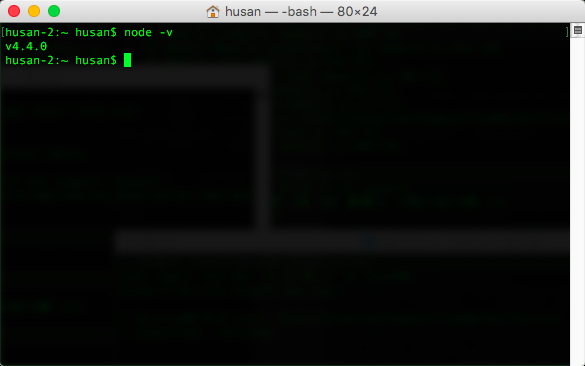 husan — -bash — 80×24
[husan-2:~ husan$ node -v ]
v4.4.0
husan-2:~ husan$